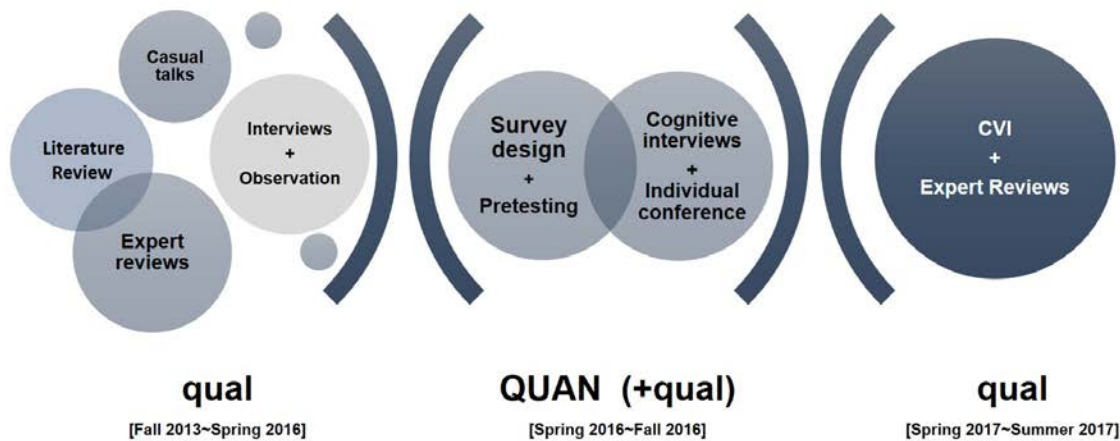 Casual
talks
Literature
Review
Interviews
+
Observation
Expert
reviews
Survey
design
+
Pretesting
Cognitive
interviews
+
Individual
conference
CVI
+
Expert Reviews
qual
[Fall 2013~Spring 2016]
QUAN (+qual)
[Spring 2016~Fall 2016]
qual
[Spring 2017~Summer 2017]